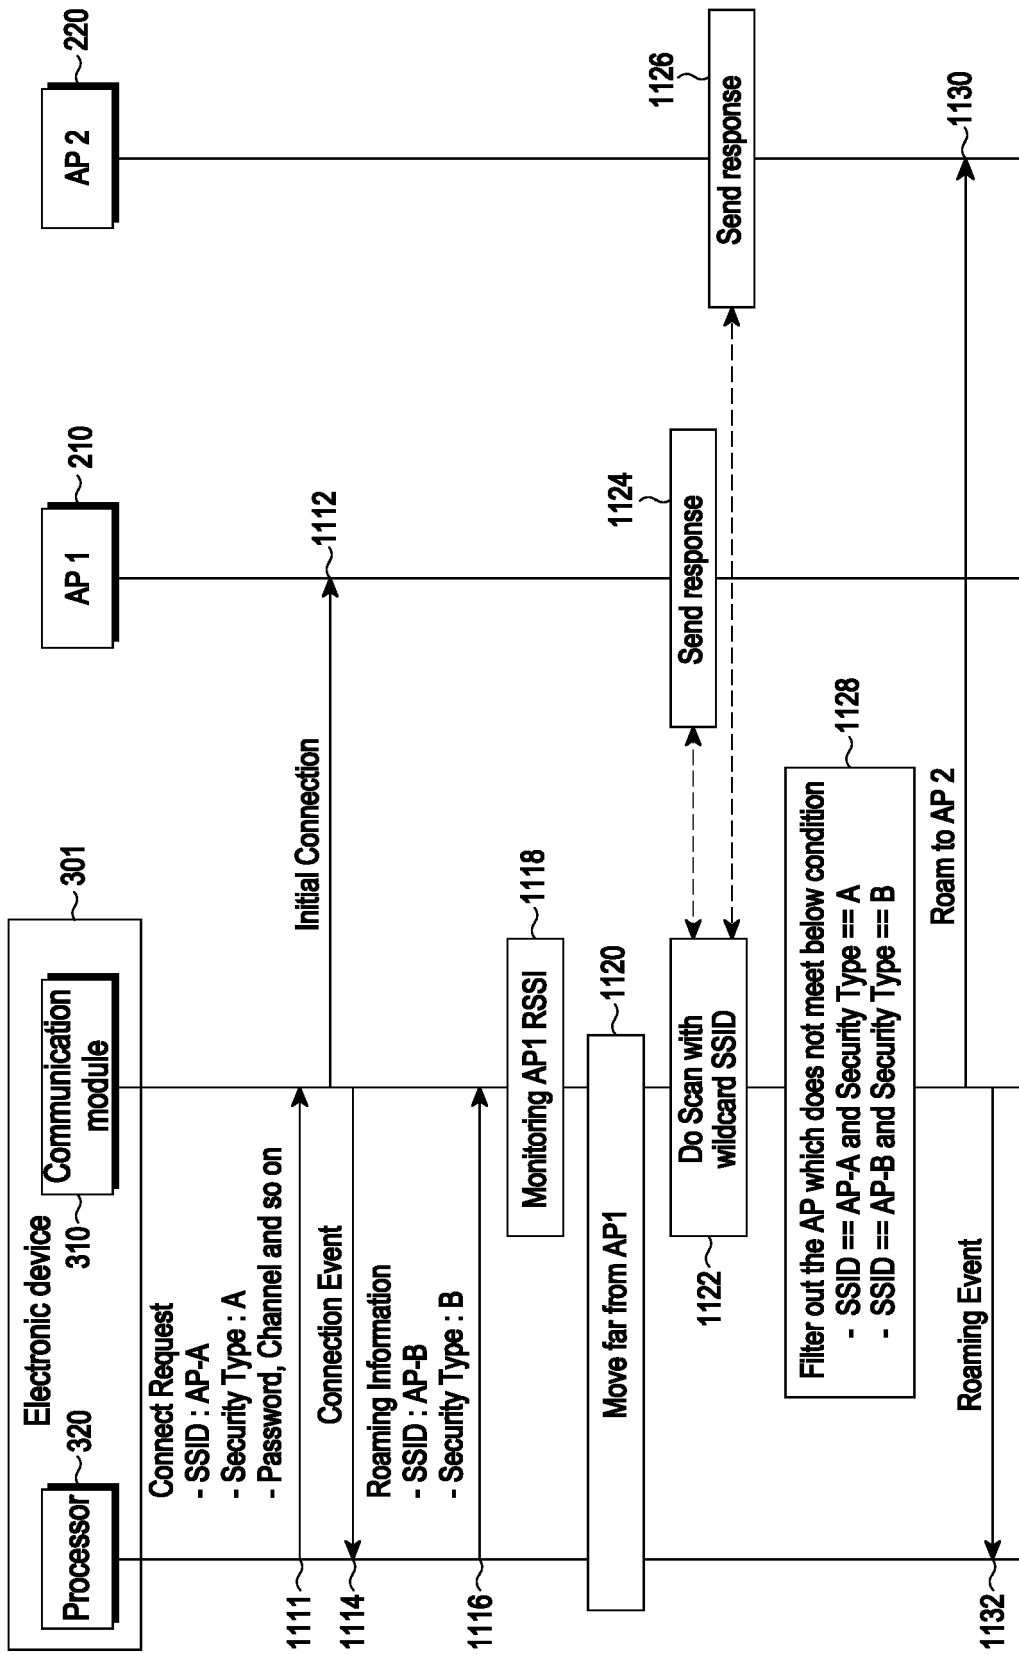 Electronic device
301
Processor
320
Communication
module
310
AP 1
210
AP 2
220
Connect Request
- SSID : AP-A
- Security Type : A
- Password, Channel and so on
1111
Initial Connection
1112
Connection Event
1114
Roaming Information
- SSID : AP-B
- Security Type : B
1116
Monitoring AP1 RSSI
1118
Move far from AP1
1120
Do Scan with
wildcard SSID
1122
Send response
1124
Send response
1126
Filter out the AP which does not meet below condition
- SSID == AP-A and Security Type == A
- SSID == AP-B and Security Type == B
1128
Roam to AP 2
1130
Roaming Event
1132